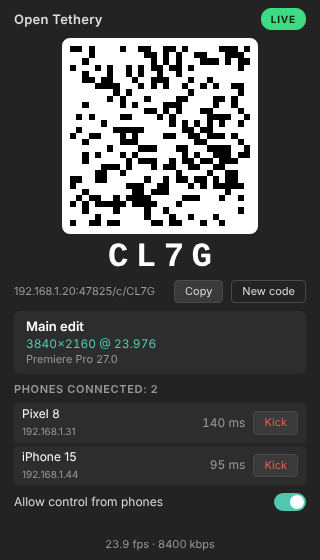 Open Tethery
LIVE
CL7G
192.168.1.20:47825/c/CL7G
Copy
New code
Main edit
3840×2160 @ 23.976
Premiere Pro 27.0
PHONES CONNECTED: 2
Pixel 8
192.168.1.31
140 ms
Kick
iPhone 15
192.168.1.44
95 ms
Kick
Allow control from phones
23.9 fps · 8400 kbps